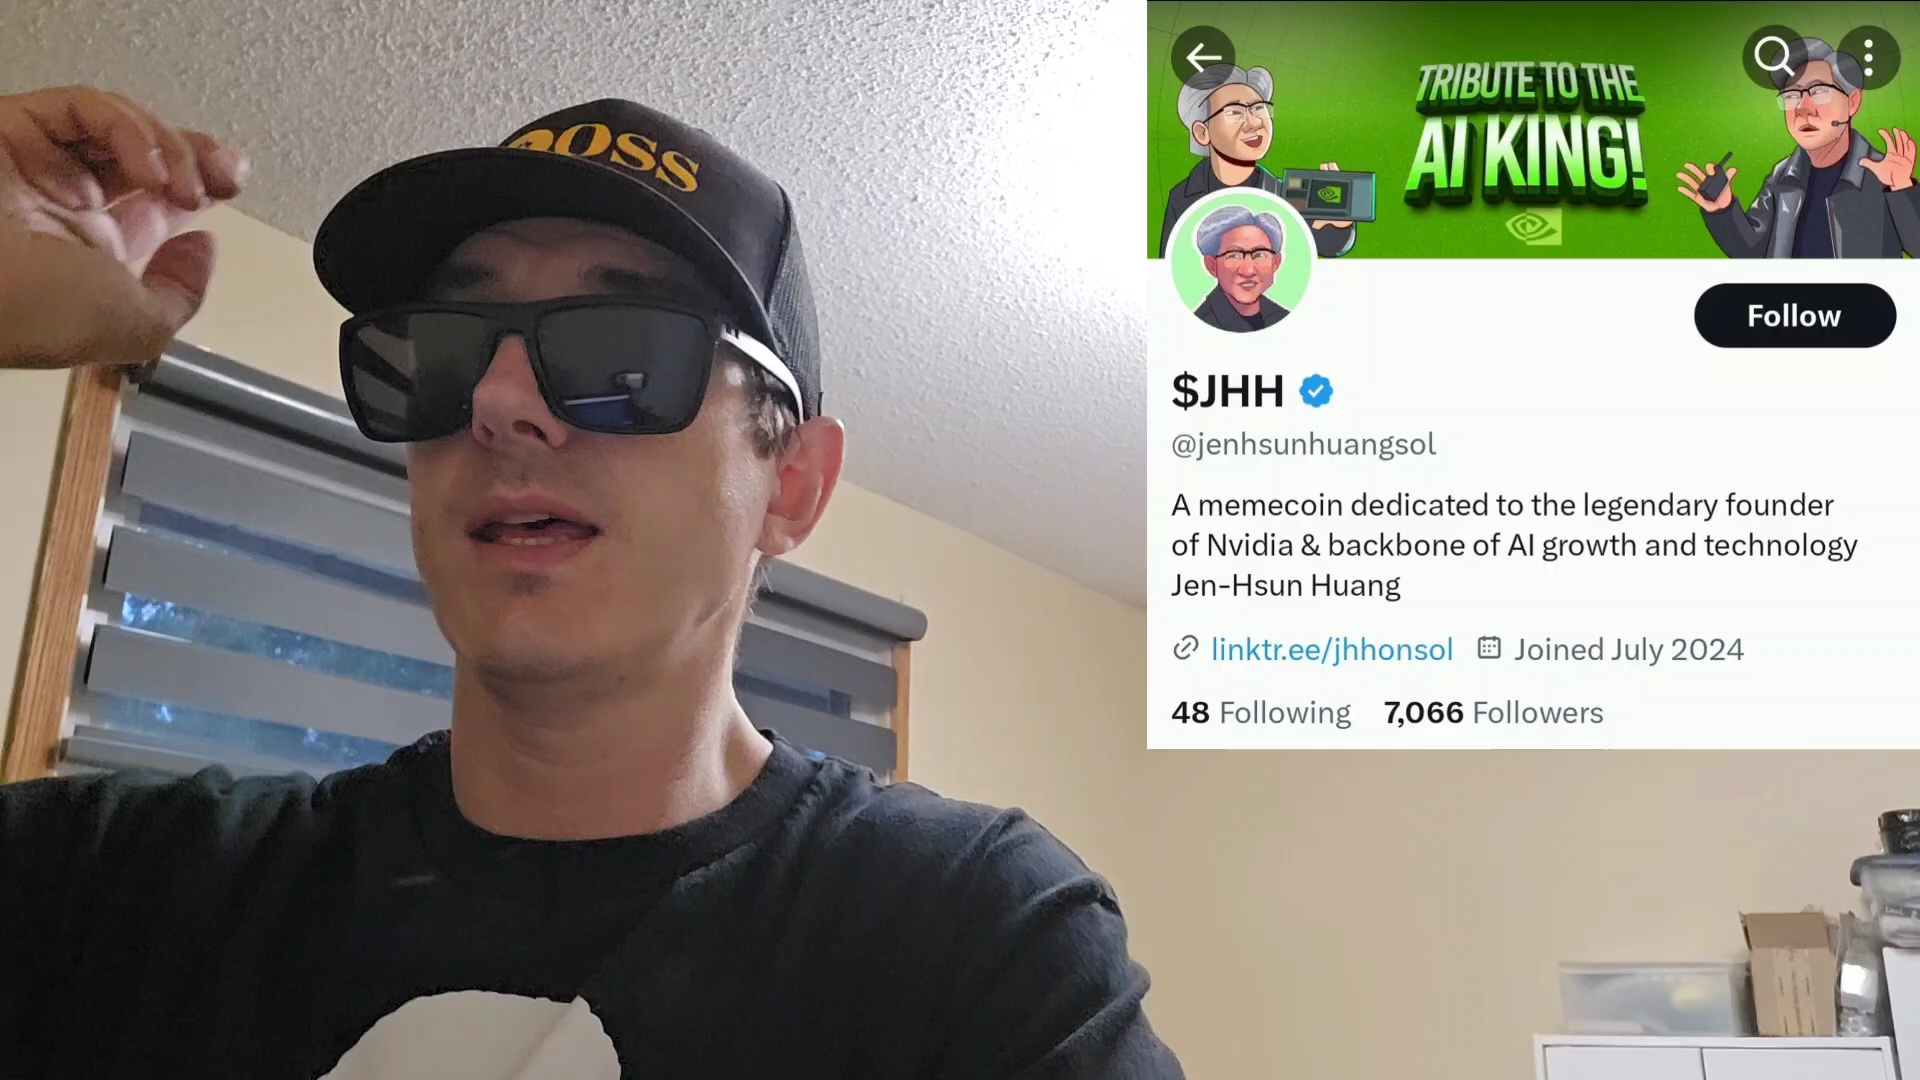 BOSS
TRIBUTE TO THE
AI KING!
Follow
$JHH
@jenhsunhuangsol
A memecoin dedicated to the legendary founder
of Nvidia & backbone of AI growth and technology
Jen-Hsun Huang
linktr.ee/jhhonsol Joined July 2024
48 Following 7,066 Followers